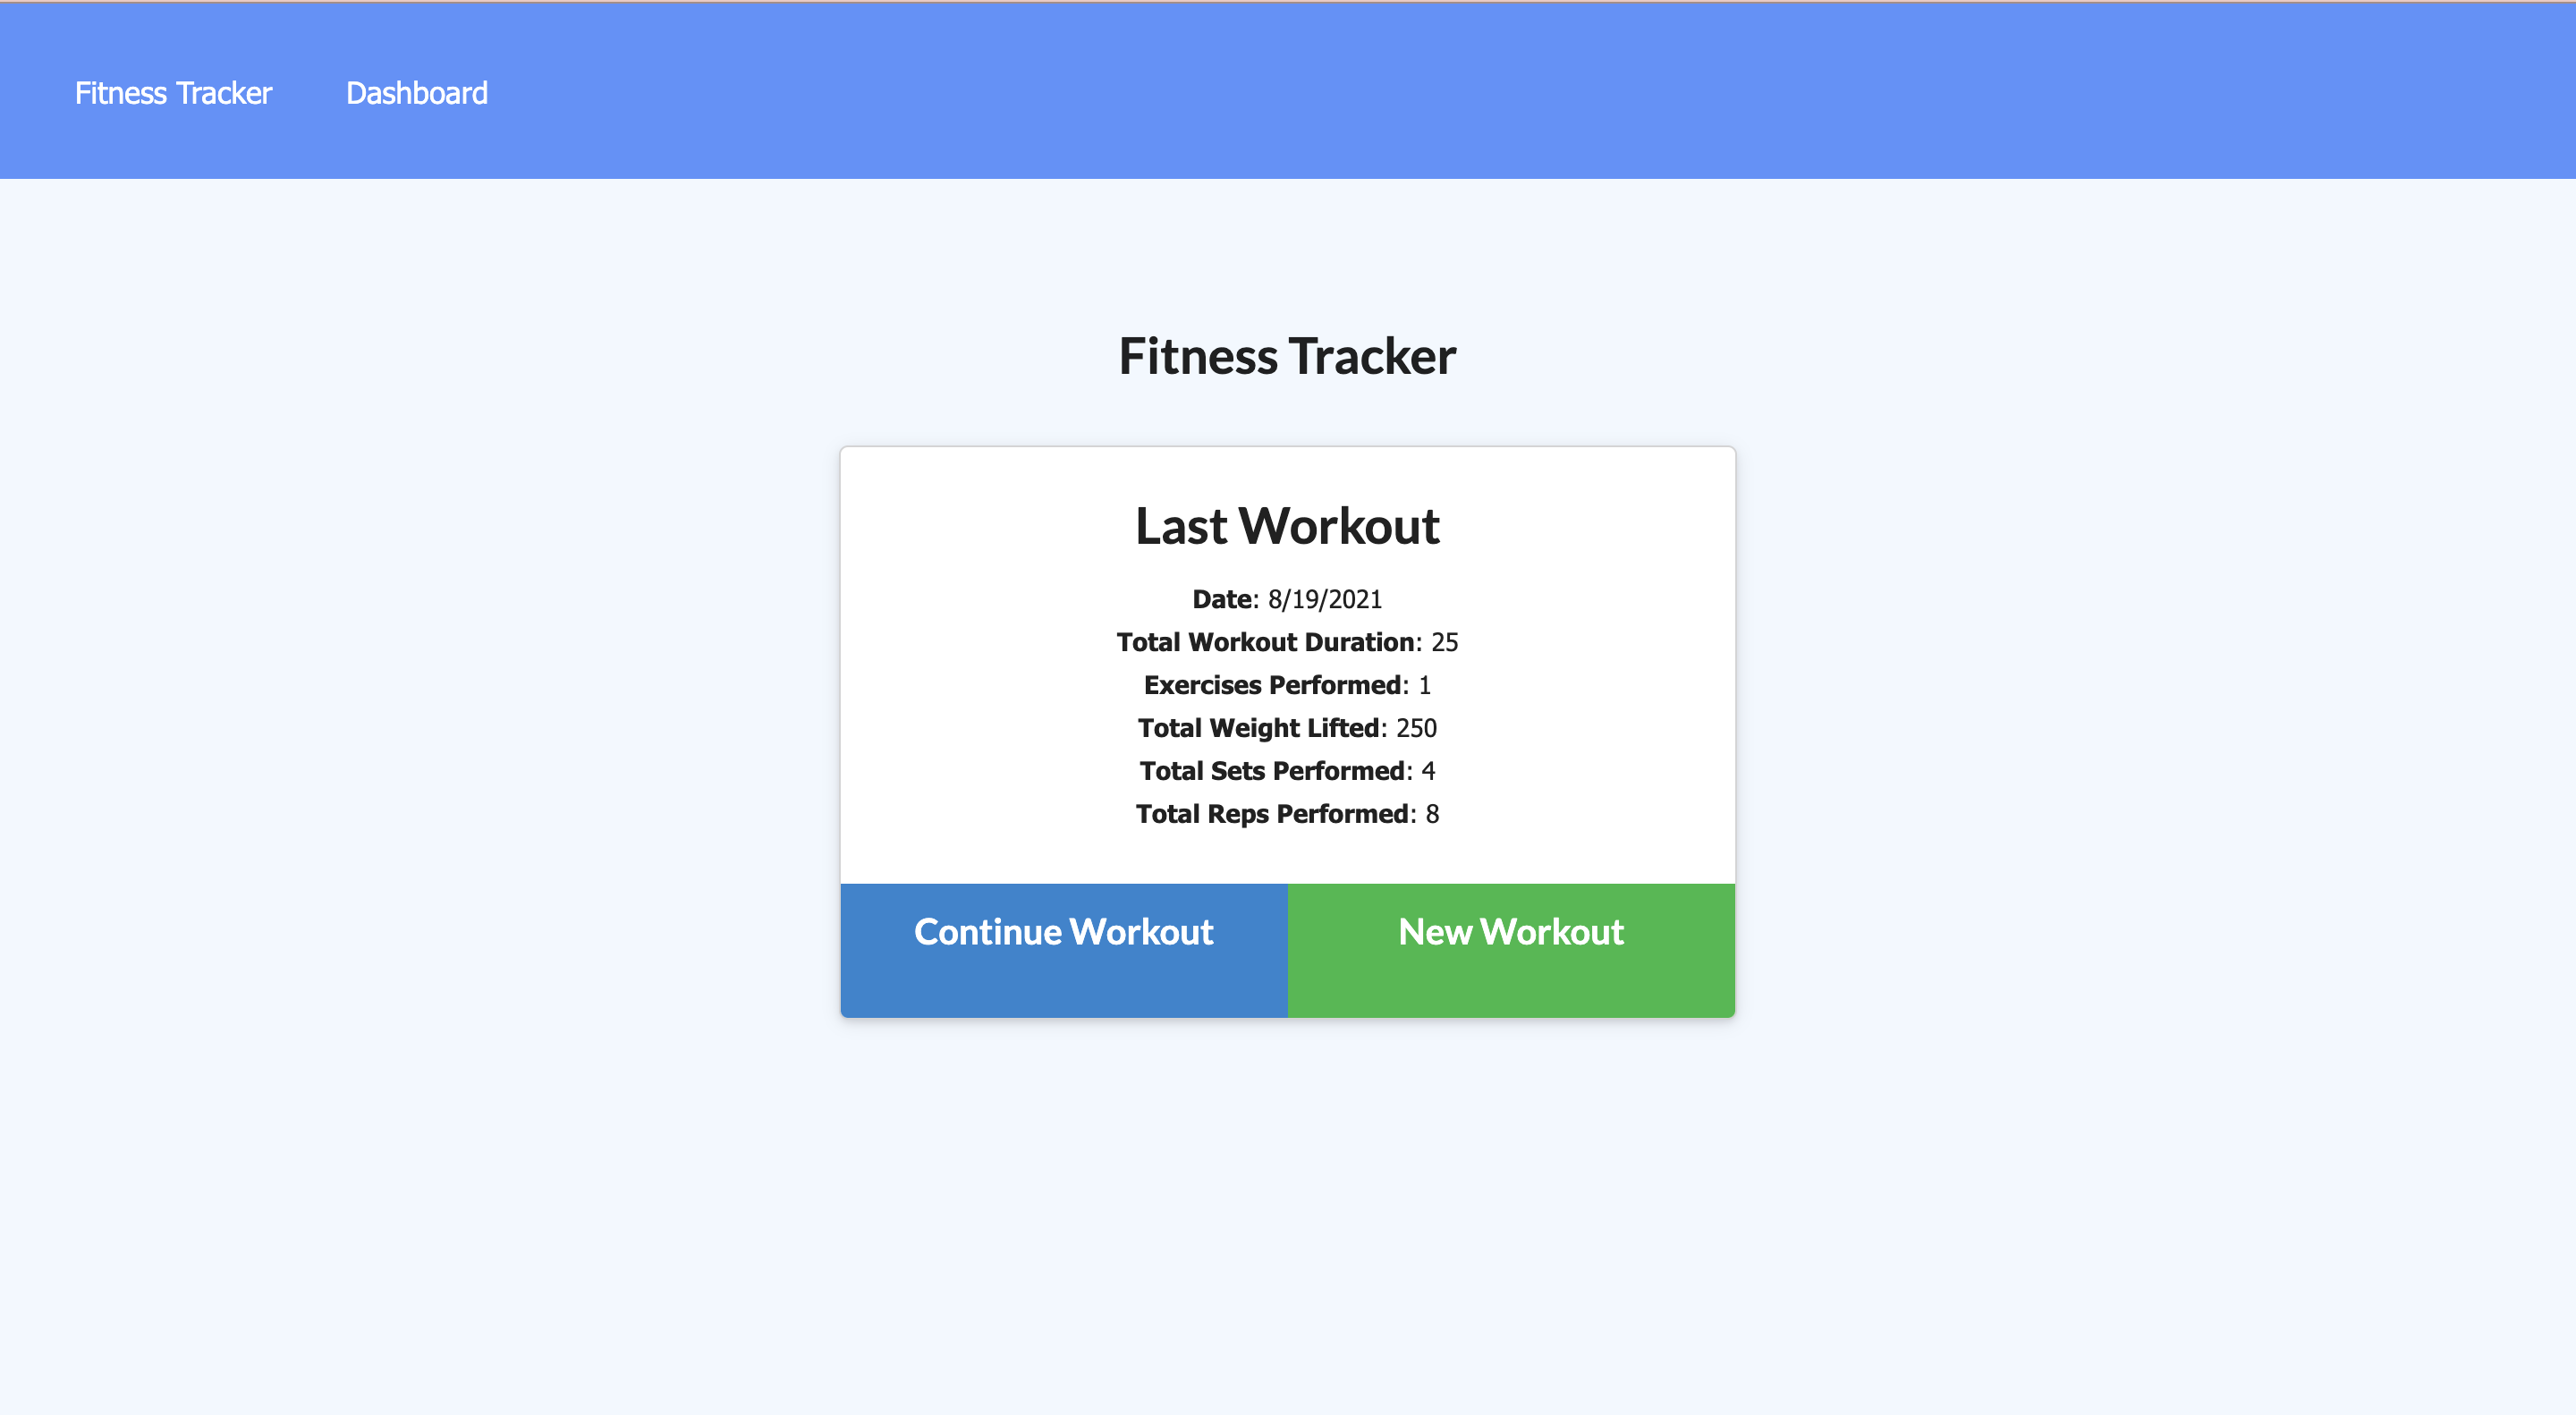 Fitness Tracker Dashboard
Fitness Tracker
Last Workout
Date: 8/19/2021
Total Workout Duration: 25
Exercises Performed: 1
Total Weight Lifted: 250
Total Sets Performed: 4
Total Reps Performed: 8
Continue Workout New Workout